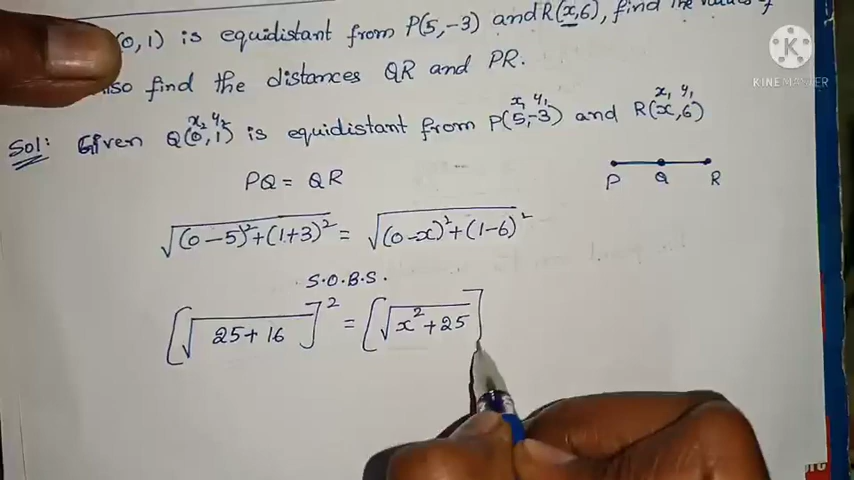 (0, 1) is equidistant from P(5, -3) and R(x, 6), find the values of
also find the distances QR and PR.
Sol: Given Q(0, 1) is equidistant from P(5, -3) and R(x, 6)
x₂ y₂ x₁ y₁ x₁ y₁
PQ = QR
P Q R
√(0-5)²+(1+3)² = √(0-x)²+(1-6)²
S.O.B.S.
[√25+16]² = [√x²+25]
K
KINEMASTER